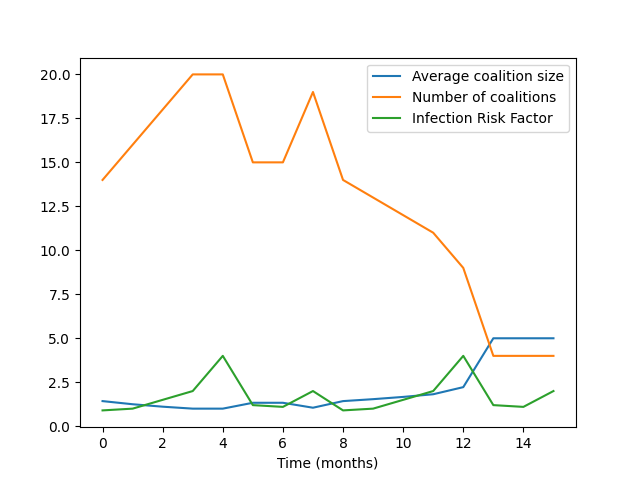 20.0
17.5
15.0
12.5
10.0
7.5
5.0
2.5
0.0
Average coalition size
Number of coalitions
Infection Risk Factor
0 2 4 6 8 10 12 14
Time (months)